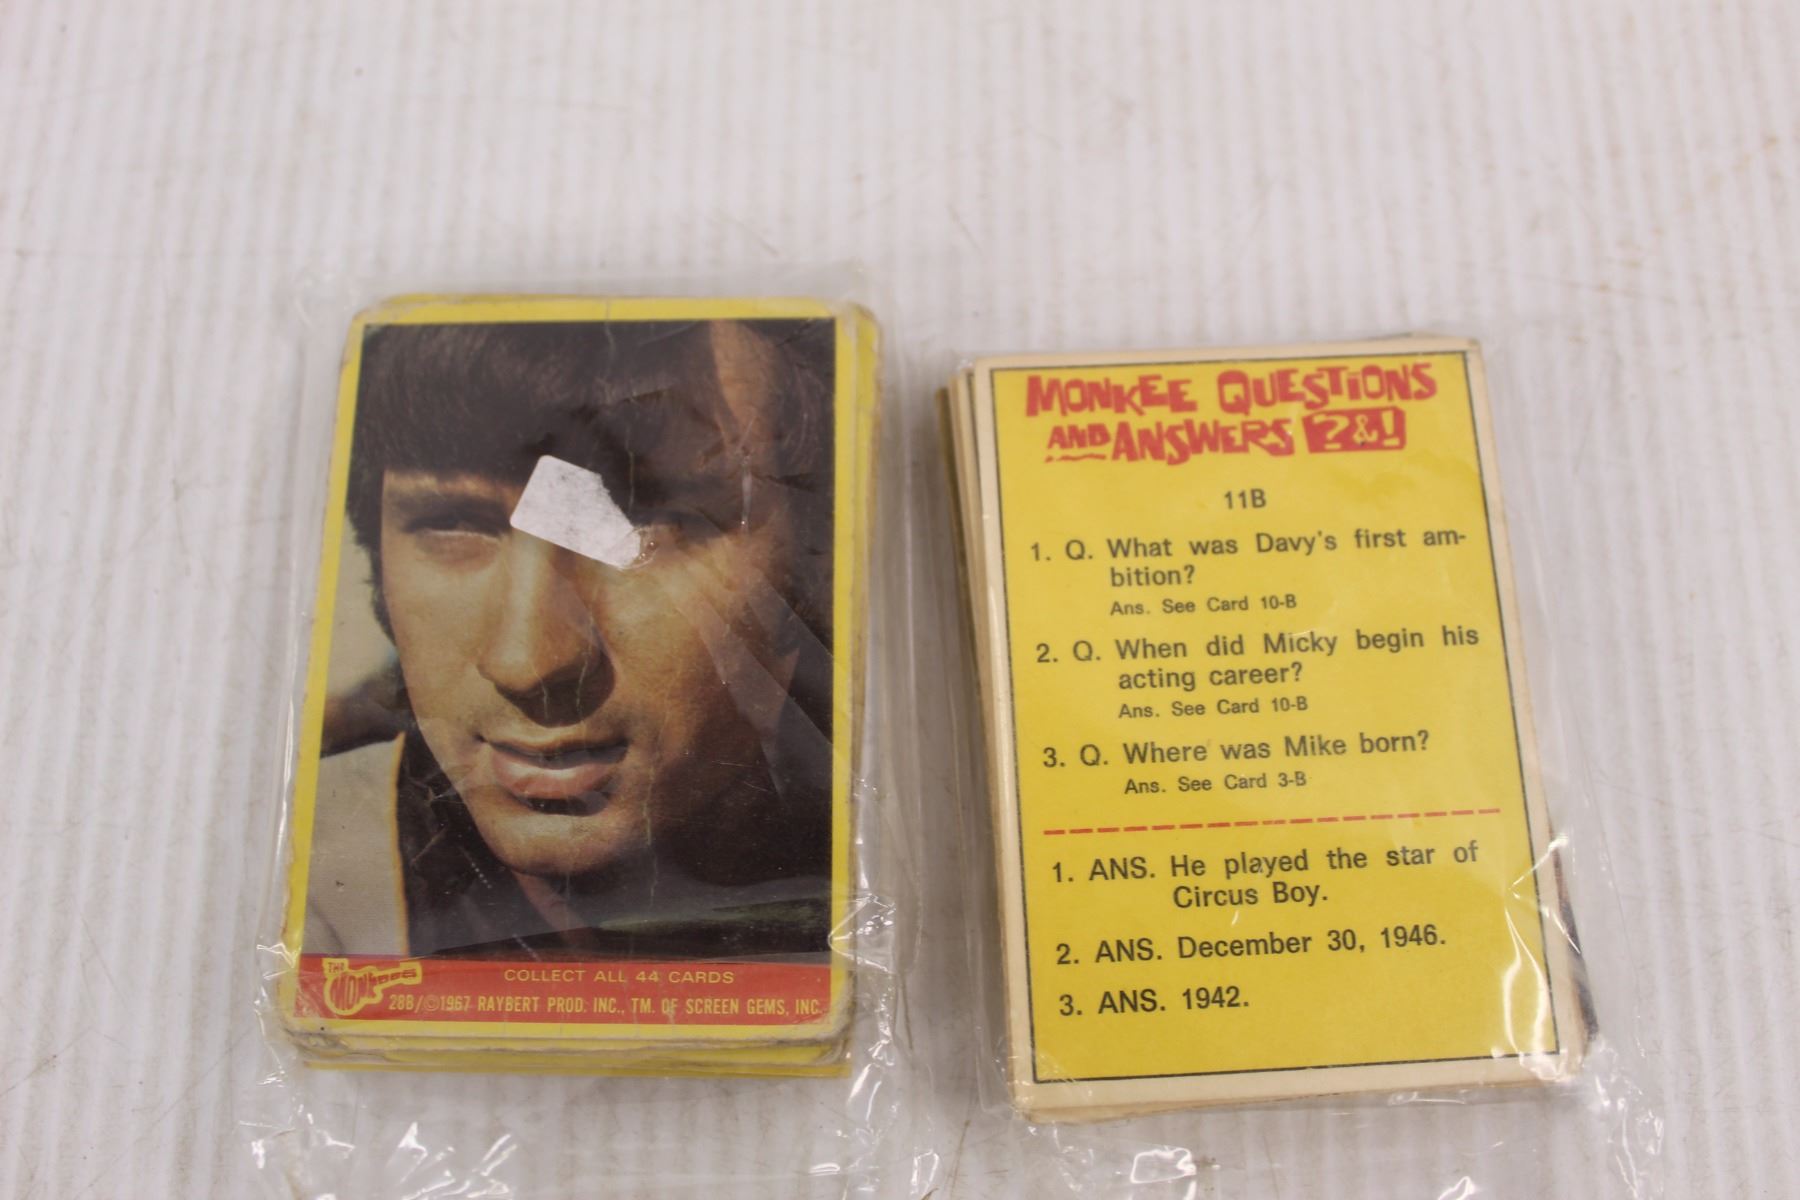 THE
MONKEES
COLLECT ALL 44 CARDS
28B/©1967 RAYBERT PROD. INC., TM. OF SCREEN GEMS, INC.
MONKEE QUESTIONS
AND ANSWERS ?&!
11B
1. Q. What was Davy's first am-
bition?
Ans. See Card 10-B
2. Q. When did Micky begin his
acting career?
Ans. See Card 10-B
3. Q. Where was Mike born?
Ans. See Card 3-B
1. ANS. He played the star of
Circus Boy.
2. ANS. December 30, 1946.
3. ANS. 1942.